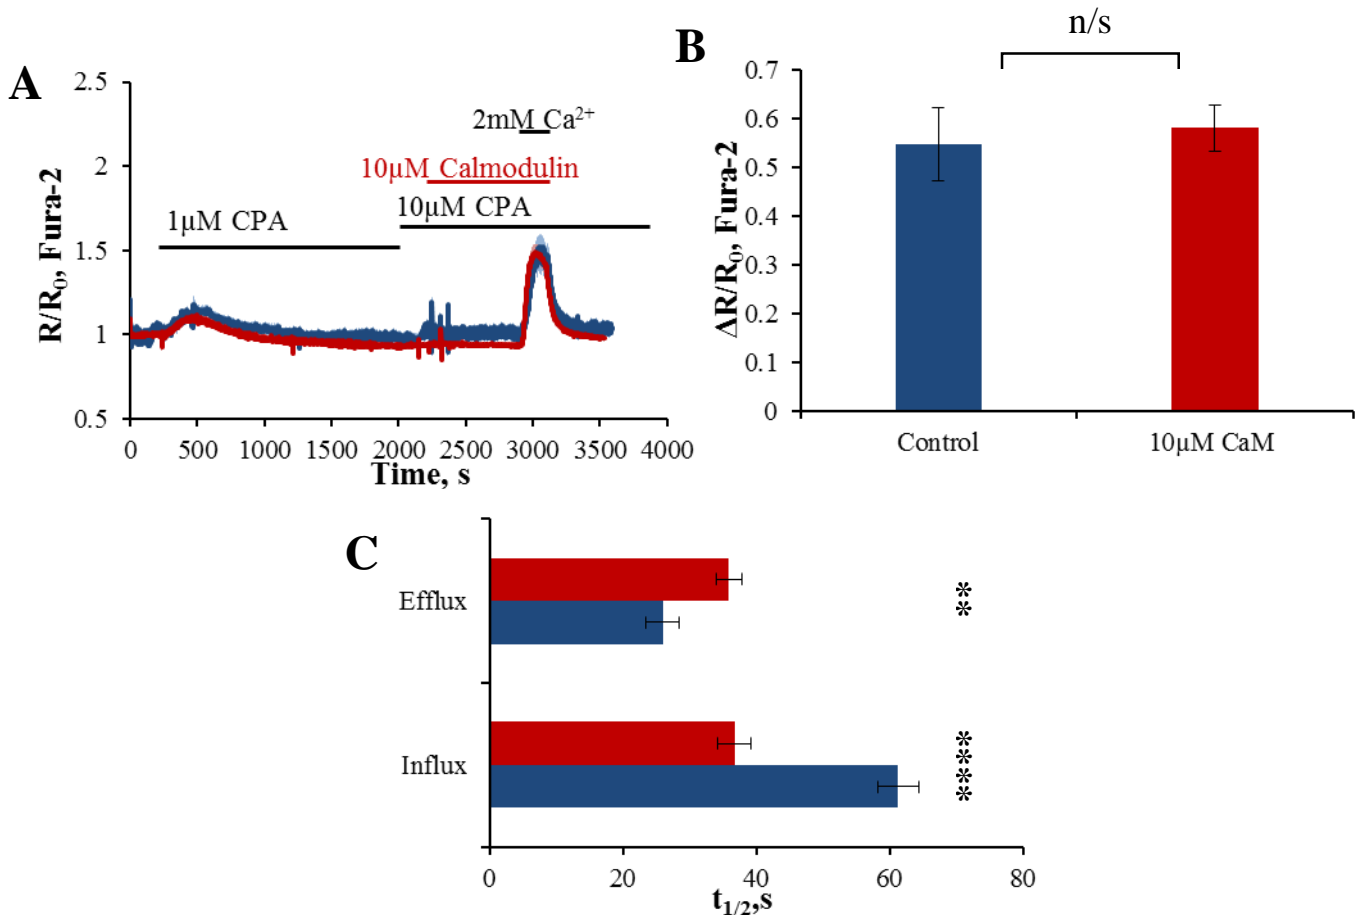 A
2.5
2
1.5
1
0.5
R/R₀, Fura-2
2mM Ca²⁺
10μM Calmodulin
10μM CPA
1μM CPA
0 500 1000 1500 2000 2500 3000 3500 4000
Time, s
B
n/s
0.7
0.6
0.5
0.4
0.3
0.2
0.1
0
ΔR/R₀, Fura-2
Control 10μM CaM
C
Efflux
**
Influx
****
0 20 40 60 80
t₁/₂,s